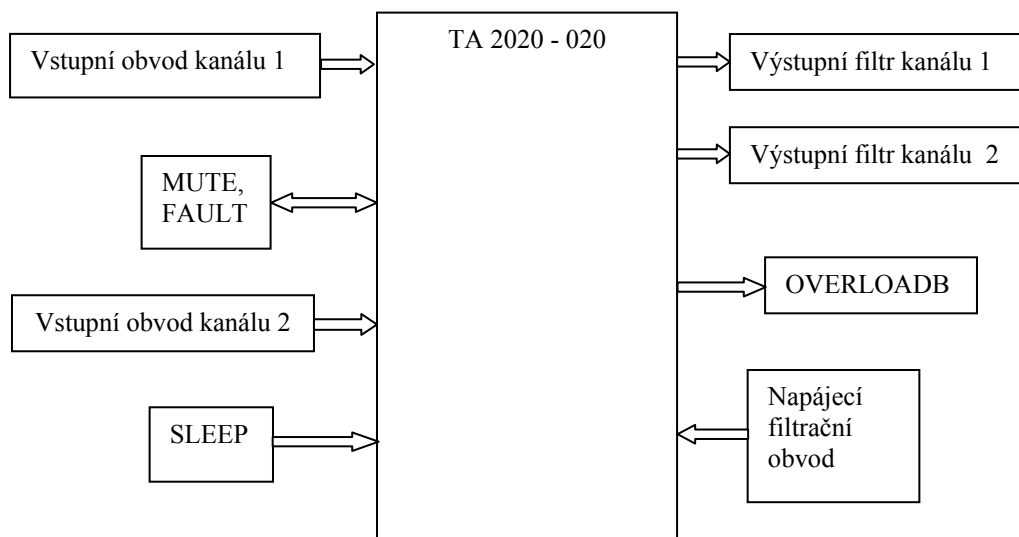 TA 2020 - 020
Vstupní obvod kanálu 1
MUTE,
FAULT
Vstupní obvod kanálu 2
SLEEP
Výstupní filtr kanálu 1
Výstupní filtr kanálu 2
OVERLOADB
Napájecí
filtrační
obvod